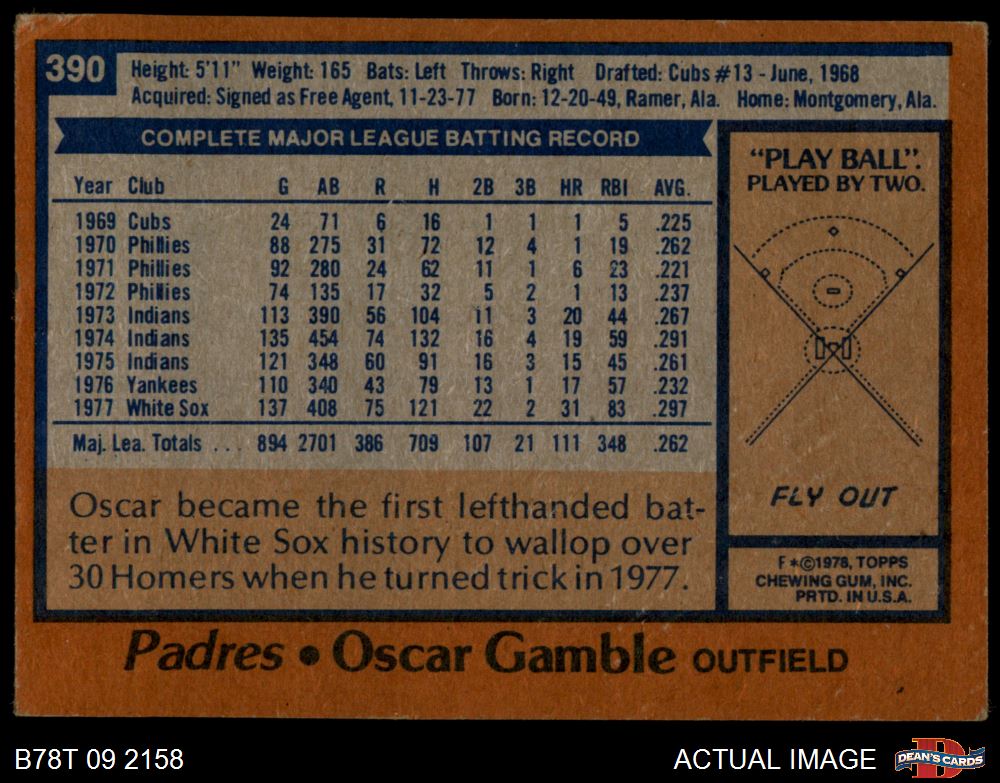 390
Height: 5'11" Weight: 165 Bats: Left Throws: Right Drafted: Cubs #13 - June, 1968
Acquired: Signed as Free Agent, 11-23-77 Born: 12-20-49, Ramer, Ala. Home: Montgomery, Ala.
COMPLETE MAJOR LEAGUE BATTING RECORD
Year Club G AB R H 2B 3B HR RBI AVG.
1969 Cubs 24 71 6 16 1 1 1 5 .225
1970 Phillies 88 275 31 72 12 4 1 19 .262
1971 Phillies 92 280 24 62 11 1 6 23 .221
1972 Phillies 74 135 17 32 5 2 1 13 .237
1973 Indians 113 390 56 104 11 3 20 44 .267
1974 Indians 135 454 74 132 16 4 19 59 .291
1975 Indians 121 348 60 91 16 3 15 45 .261
1976 Yankees 110 340 43 79 13 1 17 57 .232
1977 White Sox 137 408 75 121 22 2 31 83 .297
Maj. Lea. Totals ... 894 2701 386 709 107 21 111 348 .262
Oscar became the first lefthanded bat-
ter in White Sox history to wallop over
30 Homers when he turned trick in 1977.
"PLAY BALL".
PLAYED BY TWO.
FLY OUT
F*©1978, TOPPS
CHEWING GUM, INC.
PRTD. IN U.S.A.
Padres • Oscar Gamble OUTFIELD
B78T 09 2158
ACTUAL IMAGE
D
DEAN'S CARDS